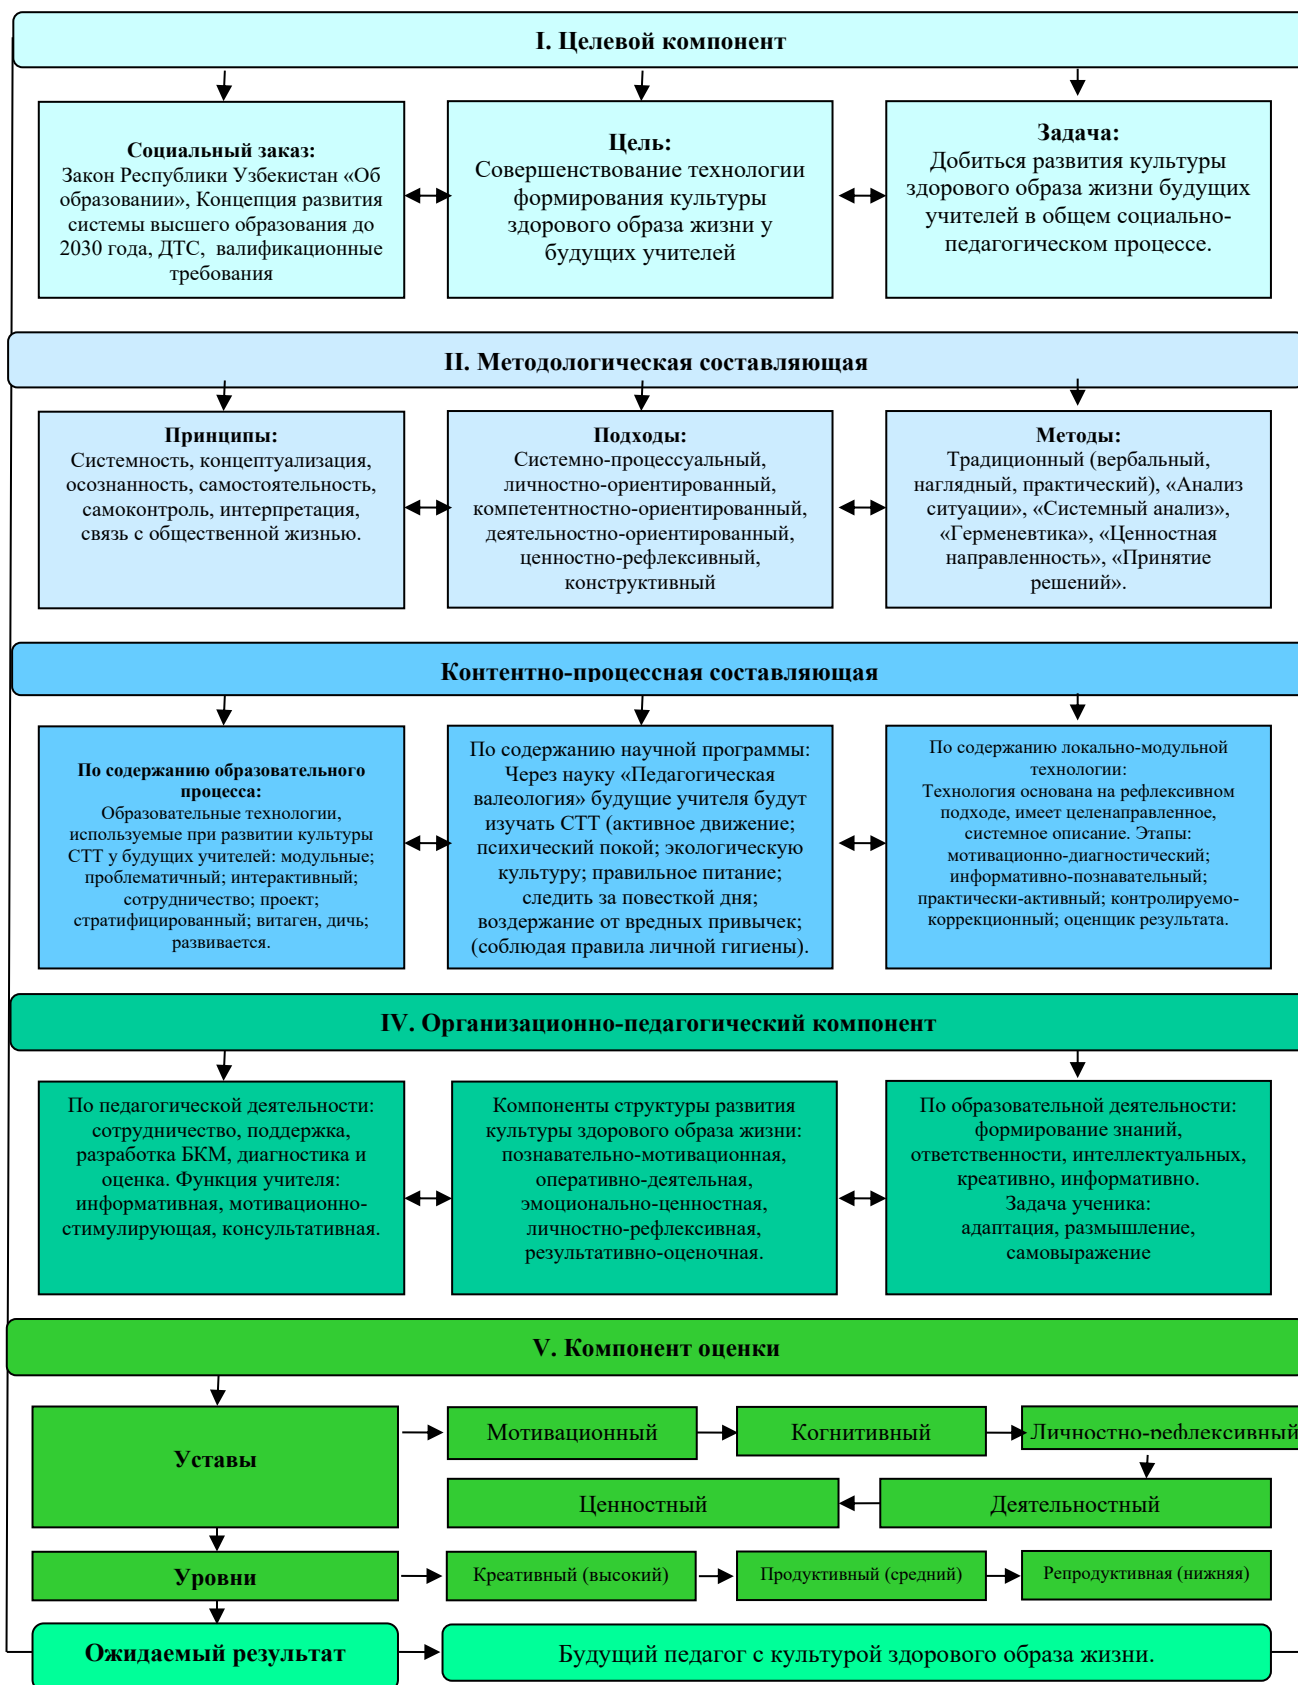 I. Целевой компонент
Социальный заказ:
Закон Республики Узбекистан «Об
образовании», Концепция развития
системы высшего образования до
2030 года, ДТС,  валификационные
требования
Цель:
Совершенствование технологии
формирования культуры
здорового образа жизни у
будущих учителей
Задача:
Добиться развития культуры
здорового образа жизни будущих
учителей в общем социально-
педагогическом процессе.
II. Методологическая составляющая
Принципы:
Системность, концептуализация,
осознанность, самостоятельность,
самоконтроль, интерпретация,
связь с общественной жизнью.
Подходы:
Системно-процессуальный,
личностно-ориентированный,
компетентностно-ориентированный,
деятельностно-ориентированный,
ценностно-рефлексивный,
конструктивный
Методы:
Традиционный (вербальный,
наглядный, практический), «Анализ
ситуации», «Системный анализ»,
«Герменевтика», «Ценностная
направленность», «Принятие
решений».
Контентно-процессная составляющая
По содержанию образовательного
процесса:
Образовательные технологии,
используемые при развитии культуры
СТТ у будущих учителей: модульные;
проблематичный; интерактивный;
сотрудничество; проект;
стратифицированный; витаген, дичь;
развивается.
По содержанию научной программы:
Через науку «Педагогическая
валеология» будущие учителя будут
изучать СТТ (активное движение;
психический покой; экологическую
культуру; правильное питание;
следить за повесткой дня;
воздержание от вредных привычек;
(соблюдая правила личной гигиены).
По содержанию локально-модульной
технологии:
Технология основана на рефлексивном
подходе, имеет целенаправленное,
системное описание. Этапы:
мотивационно-диагностический;
информативно-познавательный;
практически-активный; контролируемо-
коррекционный; оценщик результата.
IV. Организационно-педагогический компонент
По педагогической деятельности:
сотрудничество, поддержка,
разработка БКМ, диагностика и
оценка. Функция учителя:
информативная, мотивационно-
стимулирующая, консультативная.
Компоненты структуры развития
культуры здорового образа жизни:
познавательно-мотивационная,
оперативно-деятельная,
эмоционально-ценностная,
личностно-рефлексивная,
результативно-оценочная.
По образовательной деятельности:
формирование знаний,
ответственности, интеллектуальных,
креативно, информативно.
Задача ученика:
адаптация, размышление,
самовыражение
V. Компонент оценки
Уставы
Мотивационный
Когнитивный
Личностно-рефлексивный
Ценностный
Деятельностный
Уровни
Креативный (высокий)
Продуктивный (средний)
Репродуктивная (нижняя)
Ожидаемый результат
Будущий педагог с культурой здорового образа жизни.